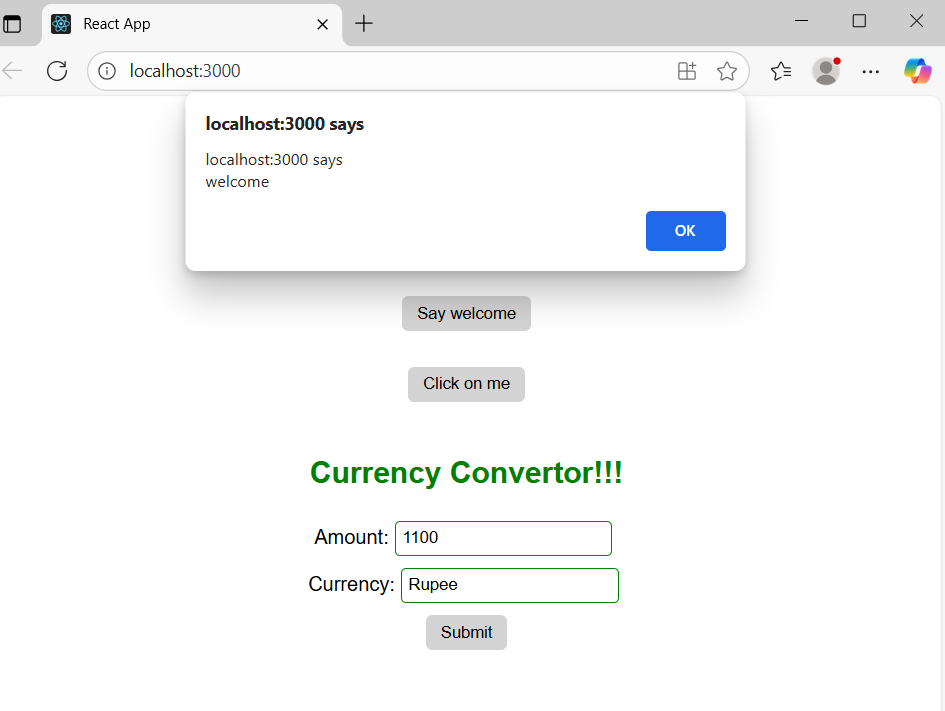 React App
localhost:3000
localhost:3000 says
localhost:3000 says
welcome
OK
Say welcome
Click on me
Currency Convertor!!!
Amount: 1100
Currency: Rupee
Submit